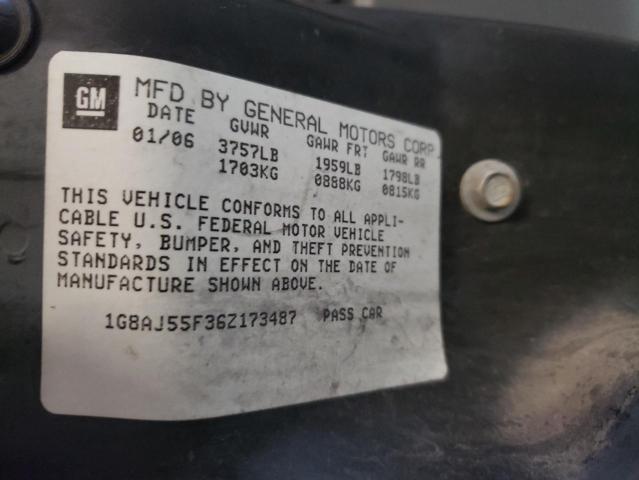 GM
MFD BY GENERAL MOTORS CORP
DATE GVWR GAWR FRT GAWR RR
01/06 3757LB 1959LB 1798LB
1703KG 0888KG 0815KG
THIS VEHICLE CONFORMS TO ALL APPLI-
CABLE U.S. FEDERAL MOTOR VEHICLE
SAFETY, BUMPER, AND THEFT PREVENTION
STANDARDS IN EFFECT ON THE DATE OF
MANUFACTURE SHOWN ABOVE.
1G8AJ55F36Z173487 PASS CAR